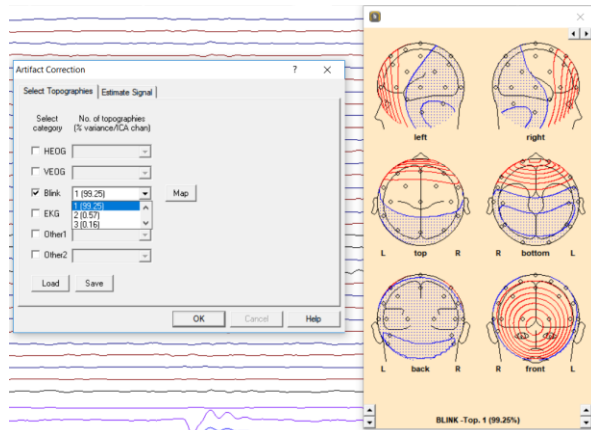 Artifact Correction
Select Topographies
Estimate Signal
Select category
No. of topographies (% variance/ICA chan)
HEOG
VEOG
Blink
1 (99.25)
Map
1 (99.25)
2 (0.57)
3 (0.16)
EKG
Other1
Other2
Load
Save
OK
Cancel
Help
left
right
L
top
R
R
bottom
L
L
back
R
R
front
L
BLINK -Top. 1 (99.25%)